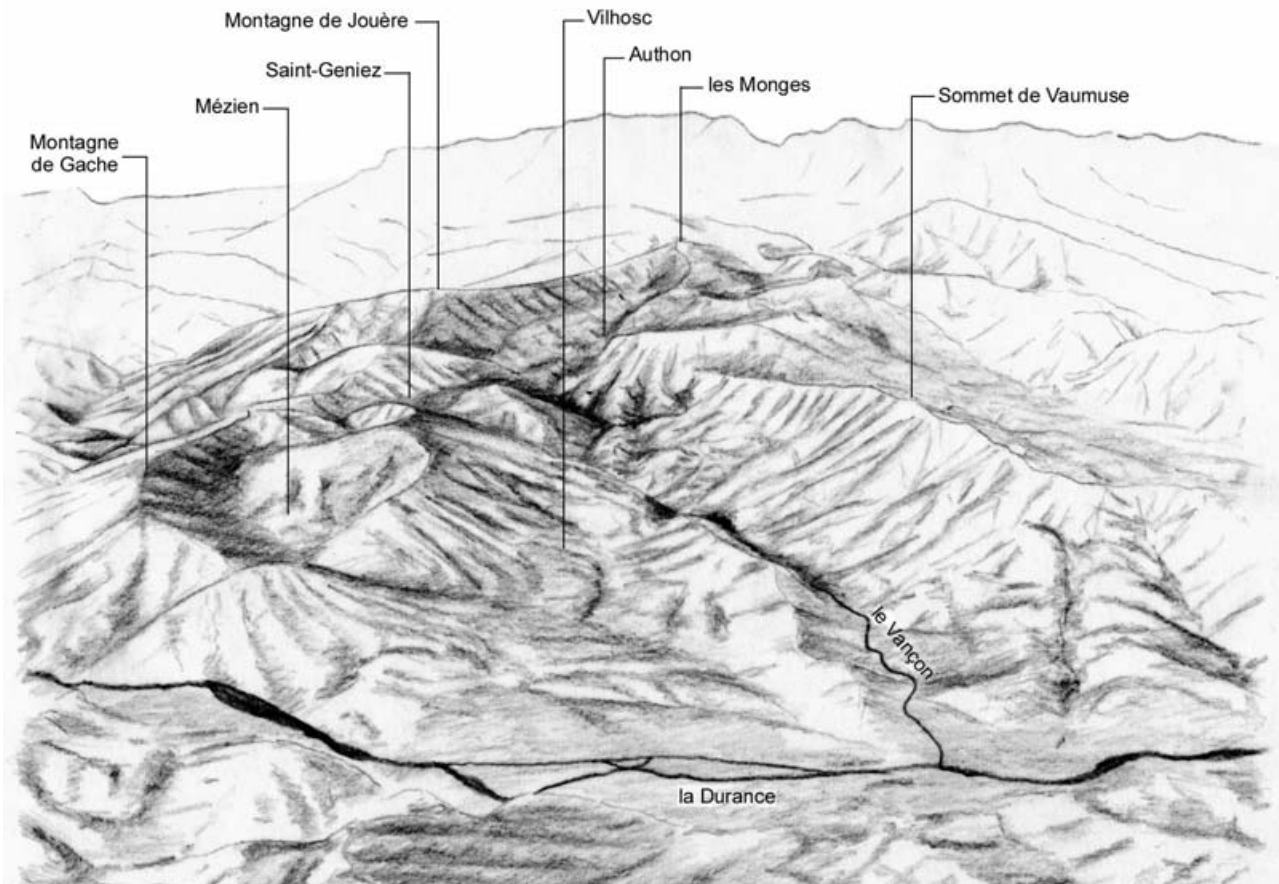 Montagne de Jouère
Vilhosc
Authon
Saint-Geniez
les Monges
Mézien
Sommet de Vaumuse
Montagne
de Gache
le Vançon
la Durance